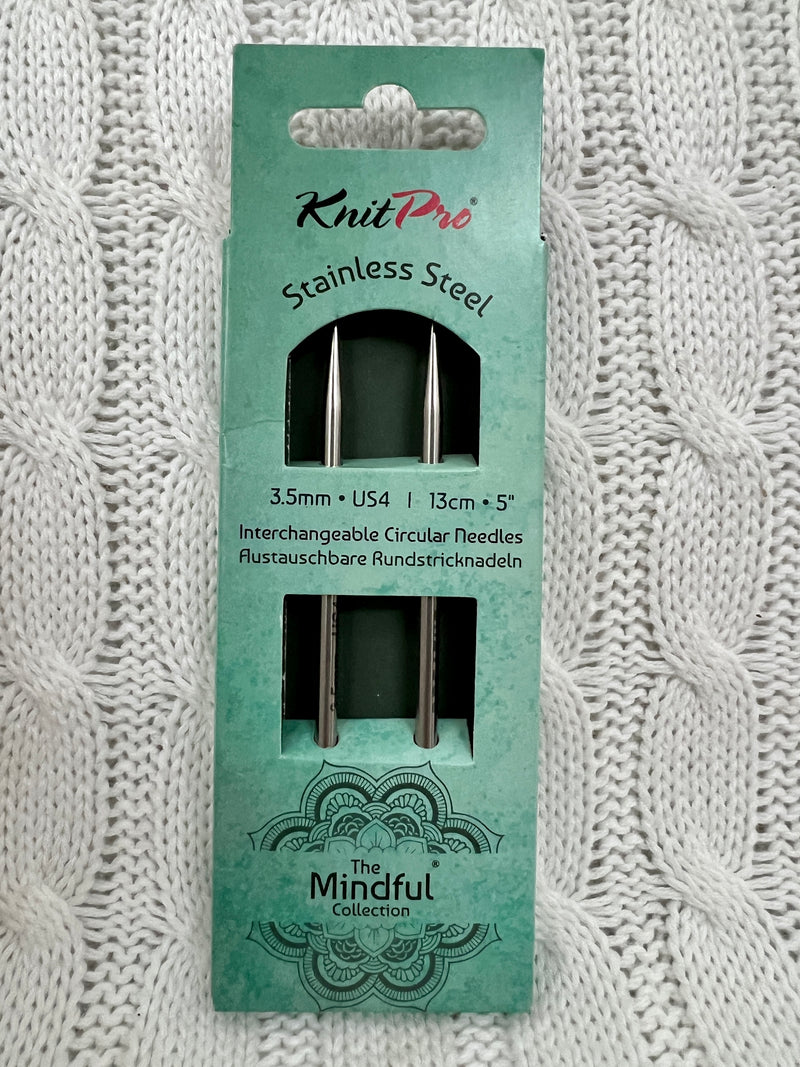 KnitPro®
Stainless Steel
3.5mm • US4 | 13cm • 5"
Interchangeable Circular Needles
Austauschbare Rundstricknadeln
The
Mindful®
Collection